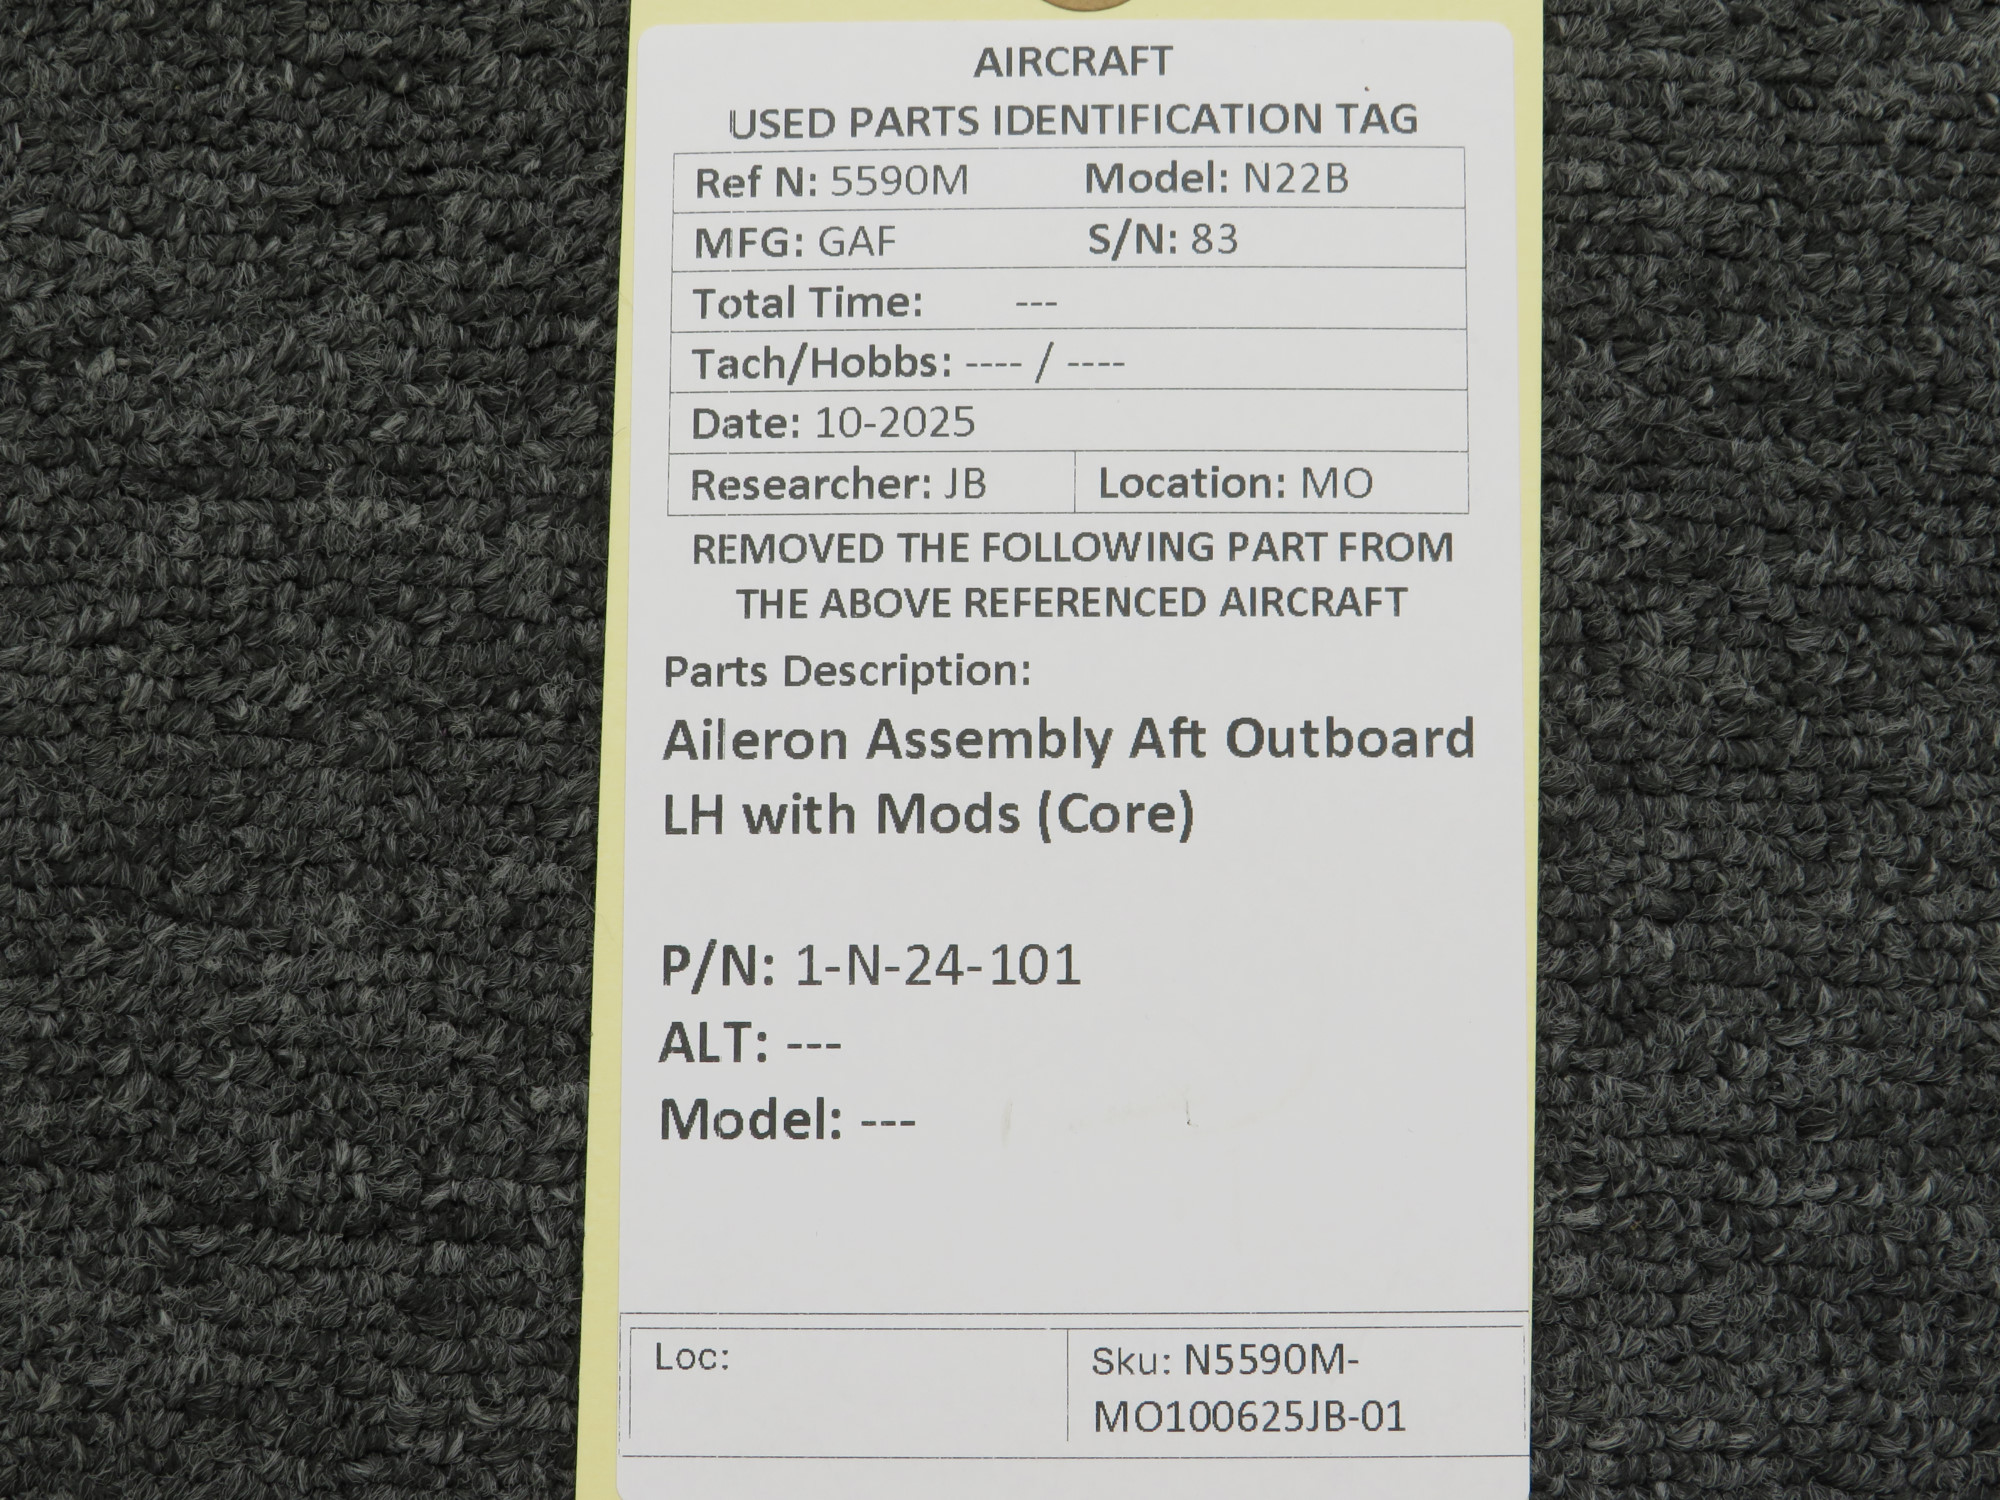 AIRCRAFT
USED PARTS IDENTIFICATION TAG
Ref N: 5590M Model: N22B
MFG: GAF S/N: 83
Total Time: ---
Tach/Hobbs: ---- / ----
Date: 10-2025
Researcher: JB Location: MO
REMOVED THE FOLLOWING PART FROM
THE ABOVE REFERENCED AIRCRAFT
Parts Description:
Aileron Assembly Aft Outboard
LH with Mods (Core)
P/N: 1-N-24-101
ALT: ---
Model: ---
Loc: Sku: N5590M-
MO100625JB-01